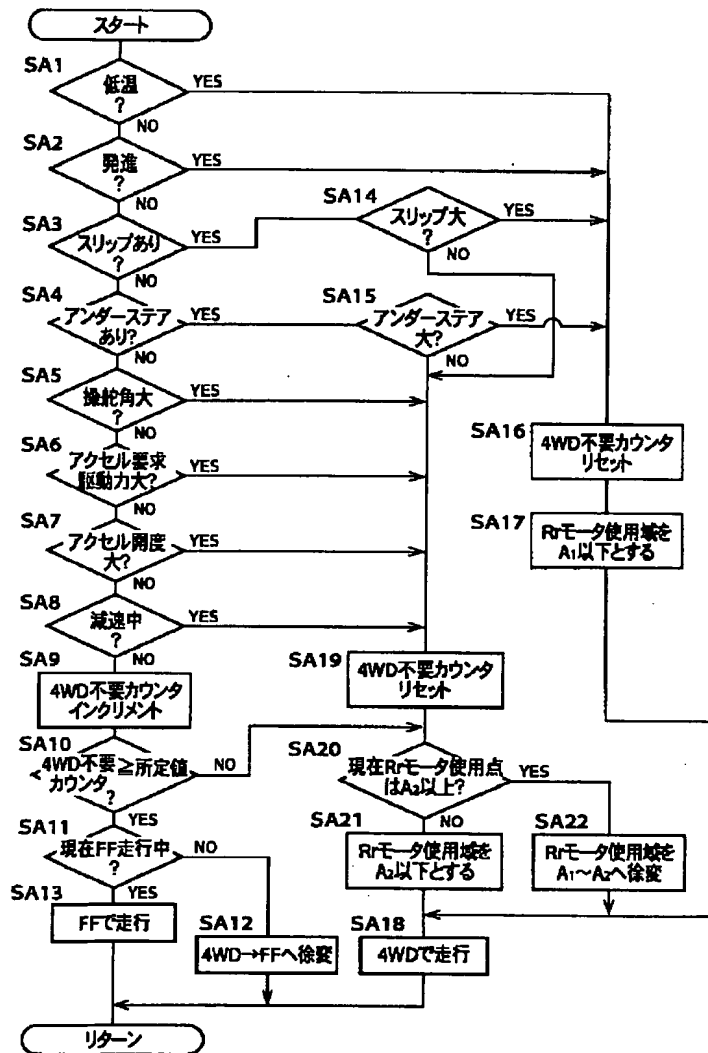 スタート
SA1
低温
?
YES
NO
SA2
発進
?
YES
NO
SA3
スリップあり
?
YES
NO
SA14
スリップ大
?
YES
NO
SA4
アンダーステア
あり?
YES
NO
SA15
アンダーステア
大?
YES
NO
SA5
操舵角大
?
YES
NO
SA6
アクセル要求
駆動力大?
YES
NO
SA7
アクセル開度
大?
YES
NO
SA8
減速中
?
YES
NO
SA16
4WD不要カウンタ
リセット
SA17
Rrモータ使用域を
A1以下とする
SA9
4WD不要カウンタ
インクリメント
SA19
4WD不要カウンタ
リセット
SA10
4WD不要≧所定値
カウンタ
?
NO
YES
SA20
現在Rrモータ使用点
はA2以上?
YES
NO
SA11
現在FF走行中
?
NO
YES
SA21
Rrモータ使用域を
A2以下とする
SA22
Rrモータ使用域を
A1～A2へ徐変
SA13
FFで走行
SA12
4WD→FFへ徐変
SA18
4WDで走行
リターン